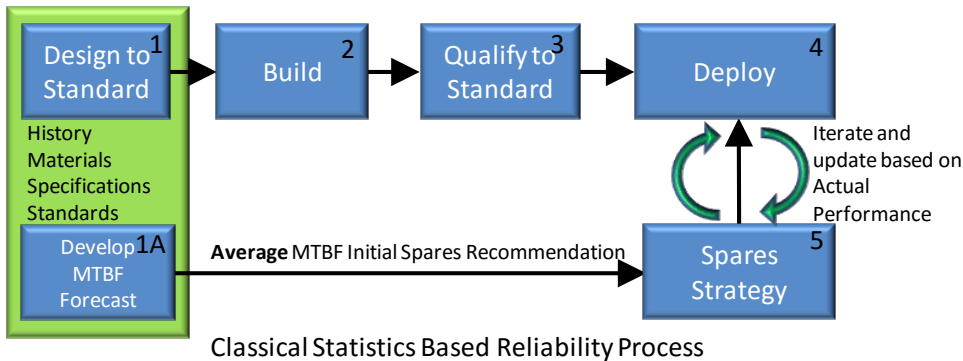 Design to
Standard
1
Build
2
Qualify to
Standard
3
Deploy
4
History
Materials
Specifications
Standards
Iterate and
update based on
Actual
Performance
Develop
MTBF
Forecast
1A
Average MTBF Initial Spares Recommendation
Spares
Strategy
5
Classical Statistics Based Reliability Process